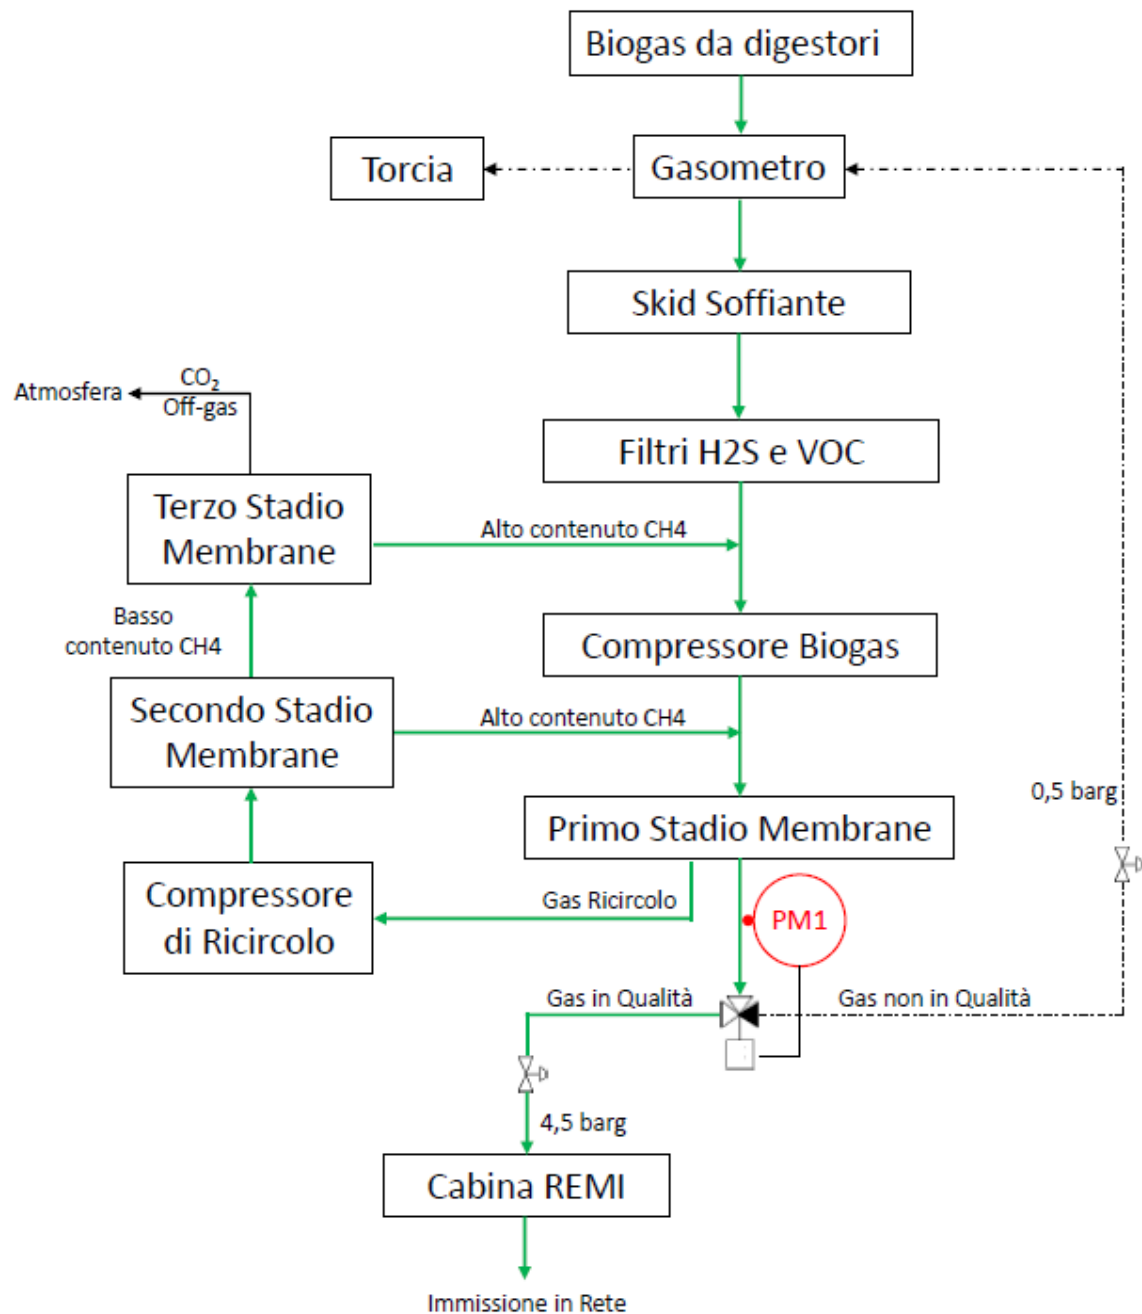 Biogas da digestori
Torcia
Gasometro
Skid Soffiante
CO₂
Atmosfera
Off-gas
Filtri H2S e VOC
Terzo Stadio
Membrane
Alto contenuto CH4
Basso
contenuto CH4
Compressore Biogas
Secondo Stadio
Membrane
Alto contenuto CH4
0,5 barg
Primo Stadio Membrane
Compressore
di Ricircolo
Gas Ricircolo
PM1
Gas in Qualità
Gas non in Qualità
4,5 barg
Cabina REMI
Immissione in Rete